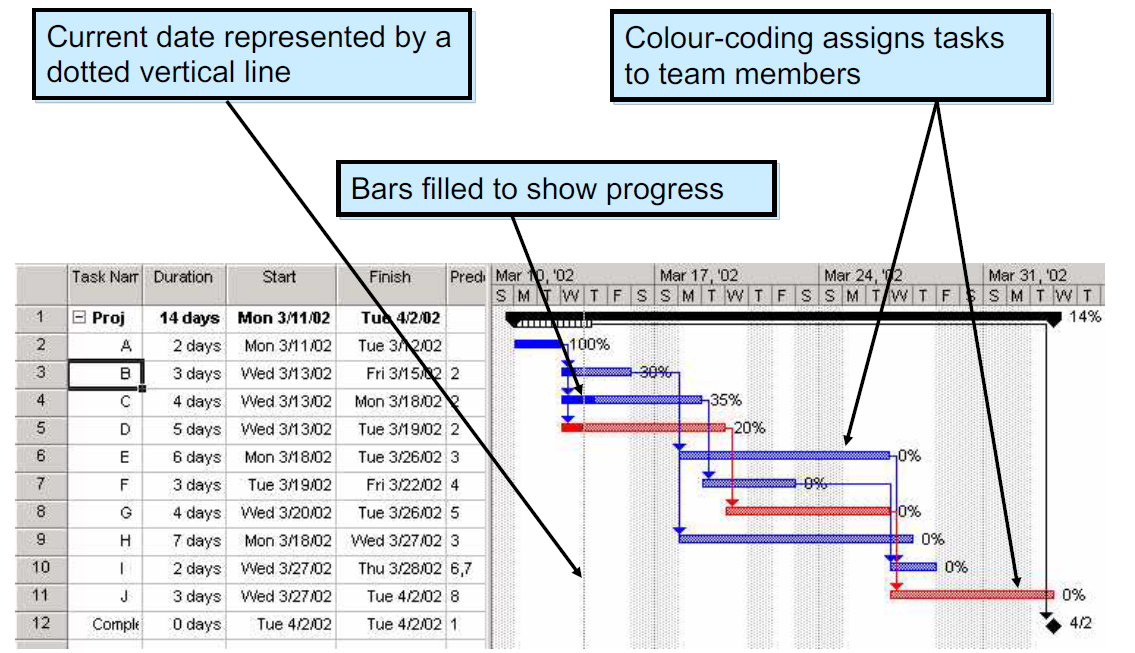 Current date represented by a
dotted vertical line
Colour-coding assigns tasks
to team members
Bars filled to show progress
Task Nam Duration Start Finish Prede Mar 10, '02 Mar 17, '02 Mar 24, '02 Mar 31, '02
S M T W T F S S M T W T F S S M T W T F S S M T W T
1 Proj 14 days Mon 3/11/02 Tue 4/2/02 14%
2 A 2 days Mon 3/11/02 Tue 3/12/02 100%
3 B 3 days Wed 3/13/02 Fri 3/15/02 2 30%
4 C 4 days Wed 3/13/02 Mon 3/18/02 2 35%
5 D 5 days Wed 3/13/02 Tue 3/19/02 2 20%
6 E 6 days Mon 3/18/02 Tue 3/26/02 3 0%
7 F 3 days Tue 3/19/02 Fri 3/22/02 4 0%
8 G 4 days Wed 3/20/02 Tue 3/26/02 5 0%
9 H 7 days Mon 3/18/02 Wed 3/27/02 3 0%
10 I 2 days Wed 3/27/02 Thu 3/28/02 6,7 0%
11 J 3 days Wed 3/27/02 Tue 4/2/02 8 0%
12 Comple 0 days Tue 4/2/02 Tue 4/2/02 1 4/2